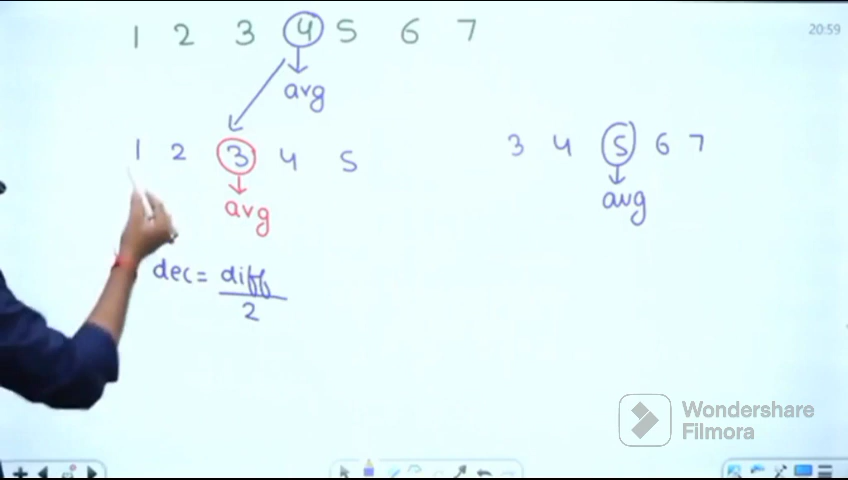 1 2 3 4 5 6 7
20:59
avg
1 2 3 4 5
3 4 5 6 7
avg
avg
dec = diff
2
Wondershare
Filmora